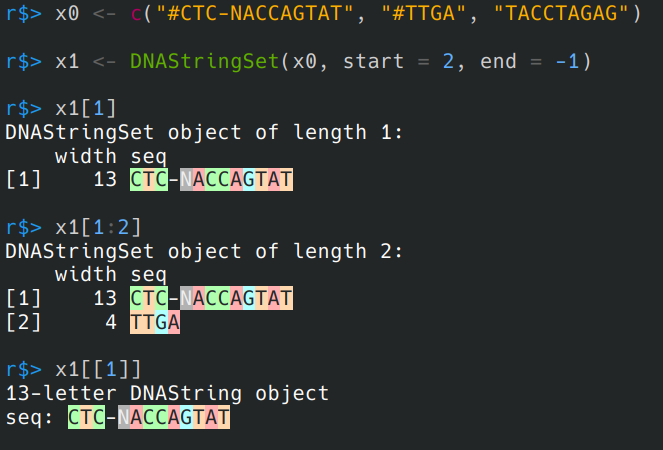 r$> x0 <- c("#CTC-NACCAGTAT", "#TTGA", "TACCTAGAG")
r$> x1 <- DNAStringSet(x0, start = 2, end = -1)
r$> x1[1]
DNAStringSet object of length 1:
    width seq
[1]    13 CTC-NACCAGTAT
r$> x1[1:2]
DNAStringSet object of length 2:
    width seq
[1]    13 CTC-NACCAGTAT
[2]     4 TTGA
r$> x1[[1]]
13-letter DNAString object
seq: CTC-NACCAGTAT